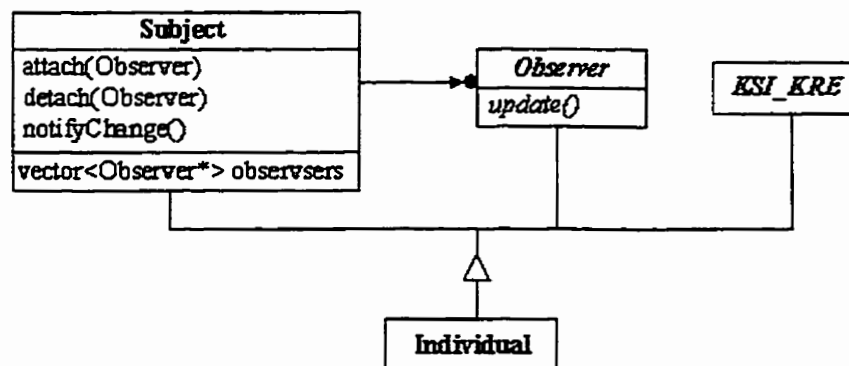 Subject
attach(Observer)
detach(Observer)
notifyChange()
vector<Observer*> observsers
Observer
update()
KSI_KRE
Individual